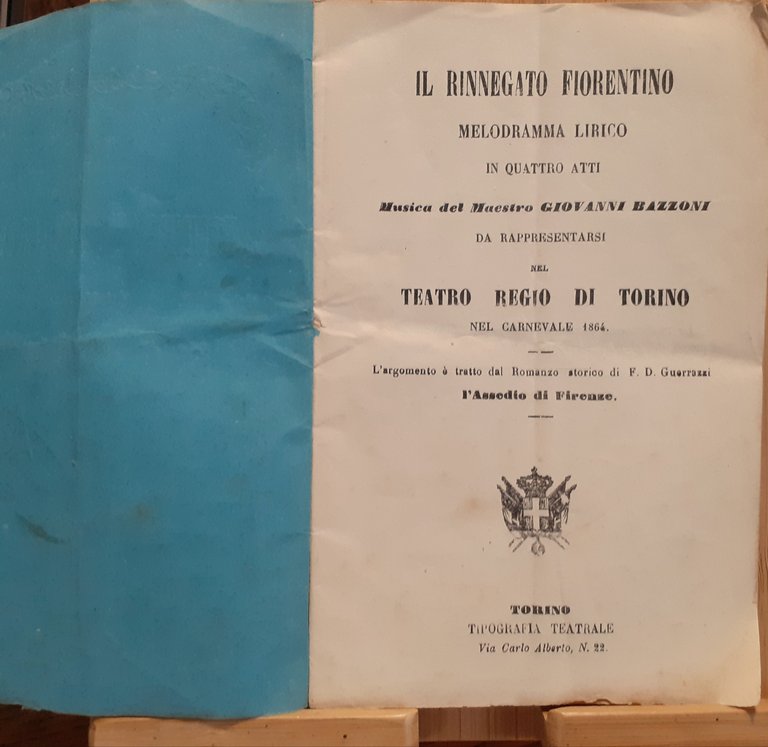 IL RINNEGATO FIORENTINO
MELODRAMMA LIRICO
IN QUATTRO ATTI
Musica del Maestro GIOVANNI BAZZONI
DA RAPPRESENTARSI
NEL
TEATRO REGIO DI TORINO
NEL CARNEVALE 1864.
L'argomento è tratto dal Romanzo storico di F. D. Guerrazzi
l'Assedio di Firenze.
TORINO
TIPOGRAFIA TEATRALE
Via Carlo Alberto, N. 22.